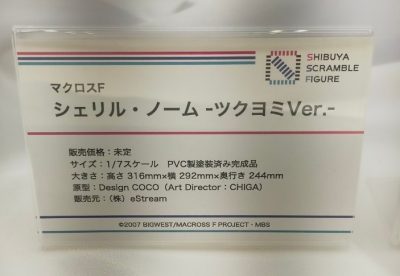 SHIBUYA
SCRAMBLE
FIGURE
マクロスF
シェリル・ノーム -ツクヨミVer.-
販売価格:未定
サイズ:1/7スケール PVC製塗装済み完成品
大きさ:高さ 316mm×横 292mm×奥行き 244mm
原型:Design COCO(Art Director:CHIGA)
販売元:(株)eStream
©2007 BIGWEST/MACROSS F PROJECT・MBS